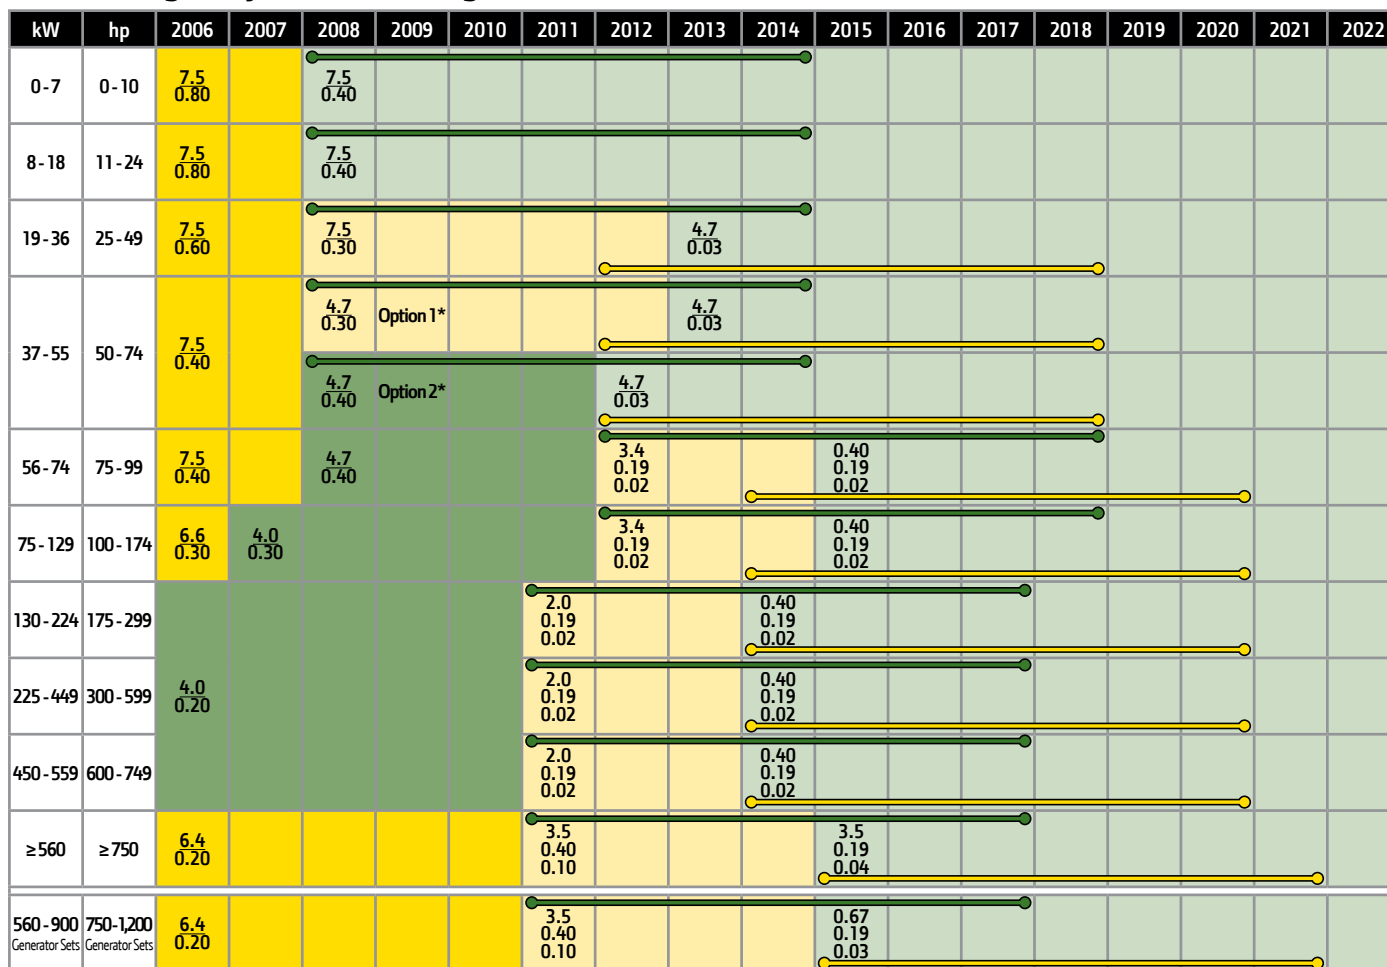 kW hp 2006 2007 2008 2009 2010 2011 2012 2013 2014 2015 2016 2017 2018 2019 2020 2021 2022
0-7 0-10 7.5 7.5
0.80 0.40
8-18 11-24 7.5 7.5
0.80 0.40
19-36 25-49 7.5 7.5 4.7
0.60 0.30 0.03
4.7 Option 1* 4.7
0.30 0.03
37-55 50-74 7.5
0.40
4.7 Option 2* 4.7
0.40 0.03
56-74 75-99 7.5 4.7 3.4 0.40
0.40 0.40 0.19 0.19
0.02 0.02
75-129 100-174 6.6 4.0 3.4 0.40
0.30 0.30 0.19 0.19
0.02 0.02
130-224 175-299 2.0 0.40
0.19 0.19
0.02 0.02
225-449 300-599 4.0 2.0 0.40
0.20 0.19 0.19
0.02 0.02
450-559 600-749 2.0 0.40
0.19 0.19
0.02 0.02
≥560 ≥750 6.4 3.5 3.5
0.20 0.40 0.19
0.10 0.04
560-900 750-1,200 6.4 3.5 0.67
Generator Sets Generator Sets 0.20 0.40 0.19
0.10 0.03